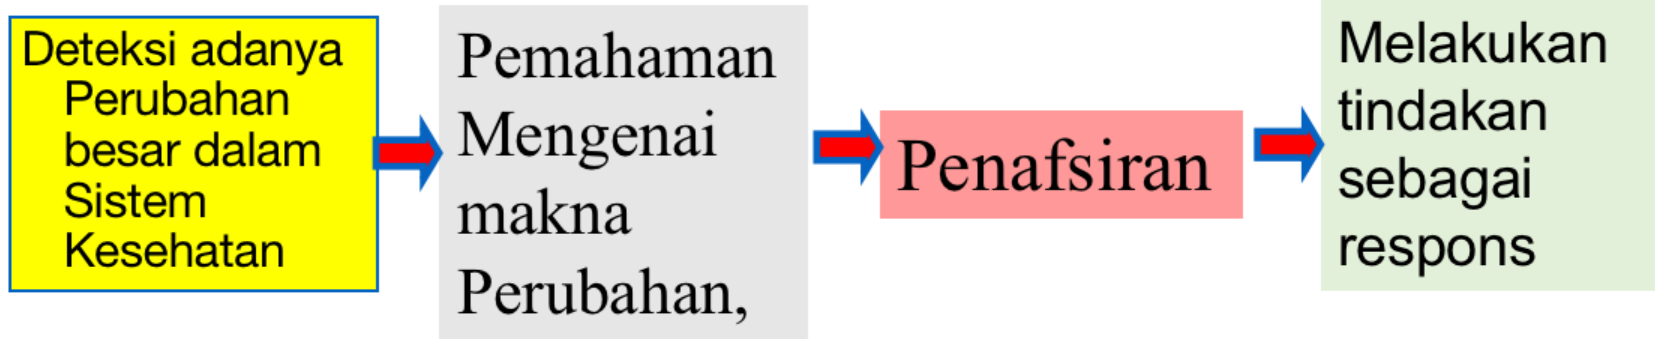 Deteksi adanya
Perubahan
besar dalam
Sistem
Kesehatan
Pemahaman
Mengenai
makna
Perubahan,
Penafsiran
Melakukan
tindakan
sebagai
respons